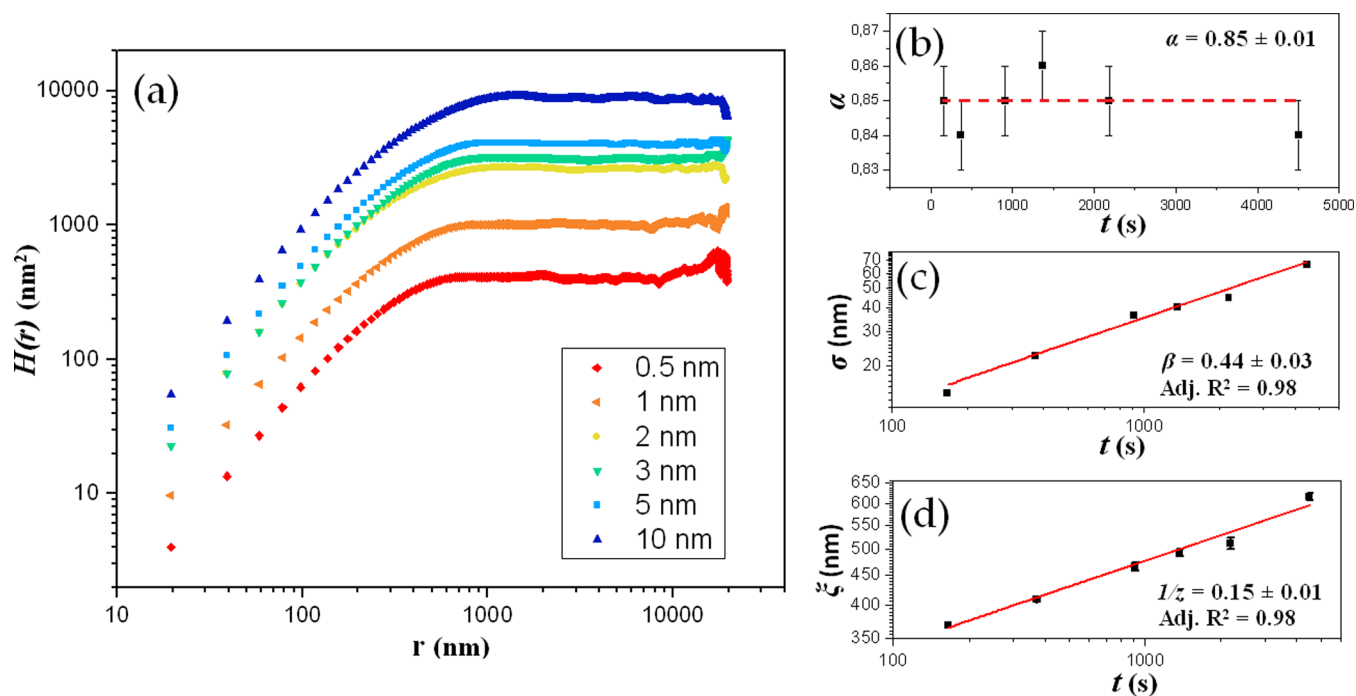 (a)
H(r) (nm²)
10000
1000
100
10
10
100
1000
10000
r (nm)
0.5 nm
1 nm
2 nm
3 nm
5 nm
10 nm
(b)
α = 0.85 ± 0.01
α
0,87
0,86
0,85
0,84
0,83
0
1000
2000
3000
4000
5000
t (s)
(c)
σ (nm)
70
60
50
40
30
20
β = 0.44 ± 0.03
Adj. R² = 0.98
100
1000
t (s)
(d)
ξ (nm)
650
600
550
500
450
400
350
1/z = 0.15 ± 0.01
Adj. R² = 0.98
100
1000
t (s)